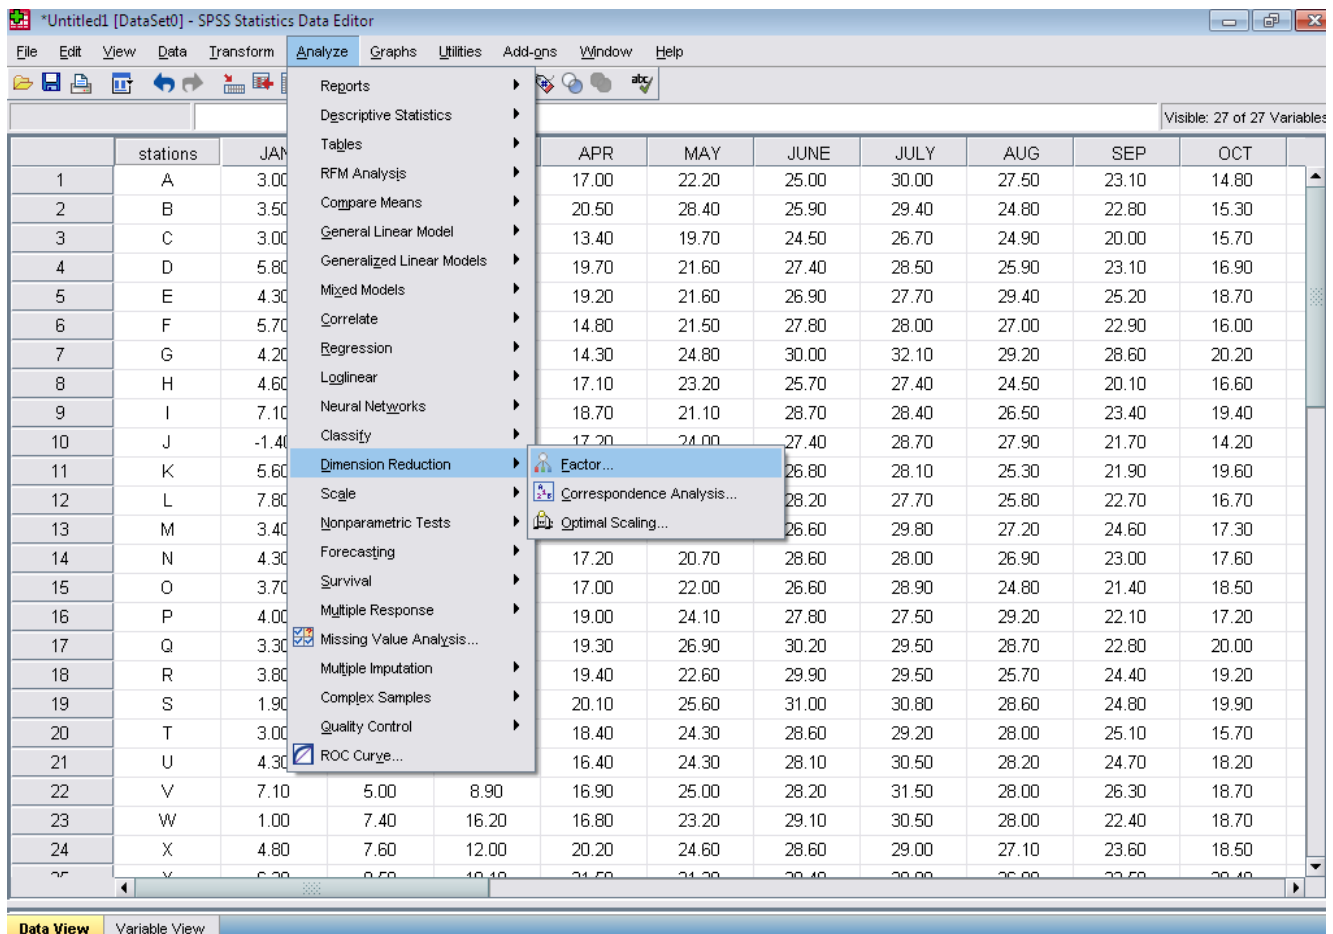 *Untitled1 [DataSet0] - SPSS Statistics Data Editor
File Edit View Data Transform Analyze Graphs Utilities Add-ons Window Help
Visible: 27 of 27 Variables
Reports
Descriptive Statistics
Tables
RFM Analysis
Compare Means
General Linear Model
Generalized Linear Models
Mixed Models
Correlate
Regression
Loglinear
Neural Networks
Classify
Dimension Reduction
Scale
Nonparametric Tests
Forecasting
Survival
Multiple Response
Missing Value Analysis...
Multiple Imputation
Complex Samples
Quality Control
ROC Curve...
Factor...
Correspondence Analysis...
Optimal Scaling...
stations JAN APR MAY JUNE JULY AUG SEP OCT
1 A 3.00 17.00 22.20 25.00 30.00 27.50 23.10 14.80
2 B 3.50 20.50 28.40 25.90 29.40 24.80 22.80 15.30
3 C 3.00 13.40 19.70 24.50 26.70 24.90 20.00 15.70
4 D 5.80 19.70 21.60 27.40 28.50 25.90 23.10 16.90
5 E 4.30 19.20 21.60 26.90 27.70 29.40 25.20 18.70
6 F 5.70 14.80 21.50 27.80 28.00 27.00 22.90 16.00
7 G 4.20 14.30 24.80 30.00 32.10 29.20 28.60 20.20
8 H 4.60 17.10 23.20 25.70 27.40 24.50 20.10 16.60
9 I 7.10 18.70 21.10 28.70 28.40 26.50 23.40 19.40
10 J -1.40 17.20 24.00 27.40 28.70 27.90 21.70 14.20
11 K 5.60 26.80 28.10 25.30 21.90 19.60
12 L 7.80 28.20 27.70 25.80 22.70 16.70
13 M 3.40 26.60 29.80 27.20 24.60 17.30
14 N 4.30 17.20 20.70 28.60 28.00 26.90 23.00 17.60
15 O 3.70 17.00 22.00 26.60 28.90 24.80 21.40 18.50
16 P 4.00 19.00 24.10 27.80 27.50 29.20 22.10 17.20
17 Q 3.30 19.30 26.90 30.20 29.50 28.70 22.80 20.00
18 R 3.80 19.40 22.60 29.90 29.50 25.70 24.40 19.20
19 S 1.90 20.10 25.60 31.00 30.80 28.60 24.80 19.90
20 T 3.00 18.40 24.30 28.60 29.20 28.00 25.10 15.70
21 U 4.30 16.40 24.30 28.10 30.50 28.20 24.70 18.20
22 V 7.10 5.00 8.90 16.90 25.00 28.20 31.50 28.00 26.30 18.70
23 W 1.00 7.40 16.20 16.80 23.20 29.10 30.50 28.00 22.40 18.70
24 X 4.80 7.60 12.00 20.20 24.60 28.60 29.00 27.10 23.60 18.50
Data View Variable View